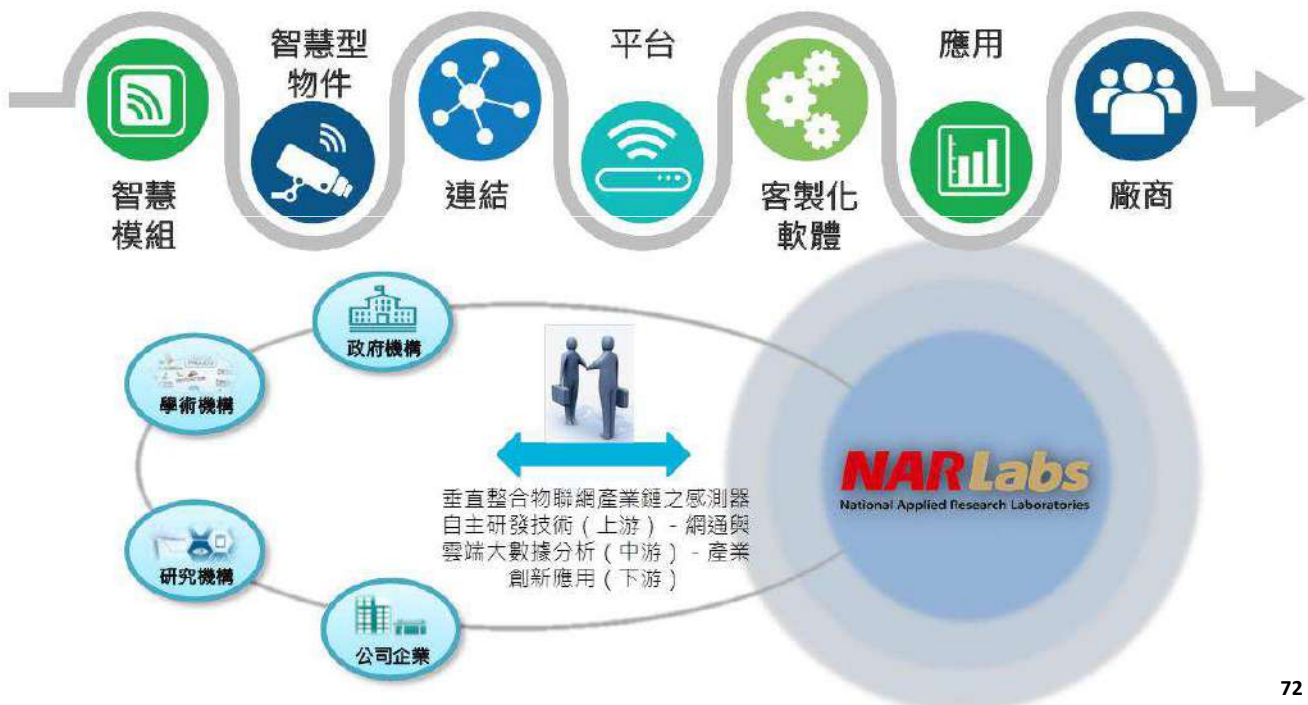 智慧
模組
智慧型
物件
連結
平台
客製化
軟體
應用
廠商
政府機構
學術機構
研究機構
公司企業
垂直整合物聯網產業鏈之感測器
自主研發技術（上游）- 網通與
雲端大數據分析（中游）- 產業
創新應用（下游）
NARLabs
National Applied Research Laboratories
72